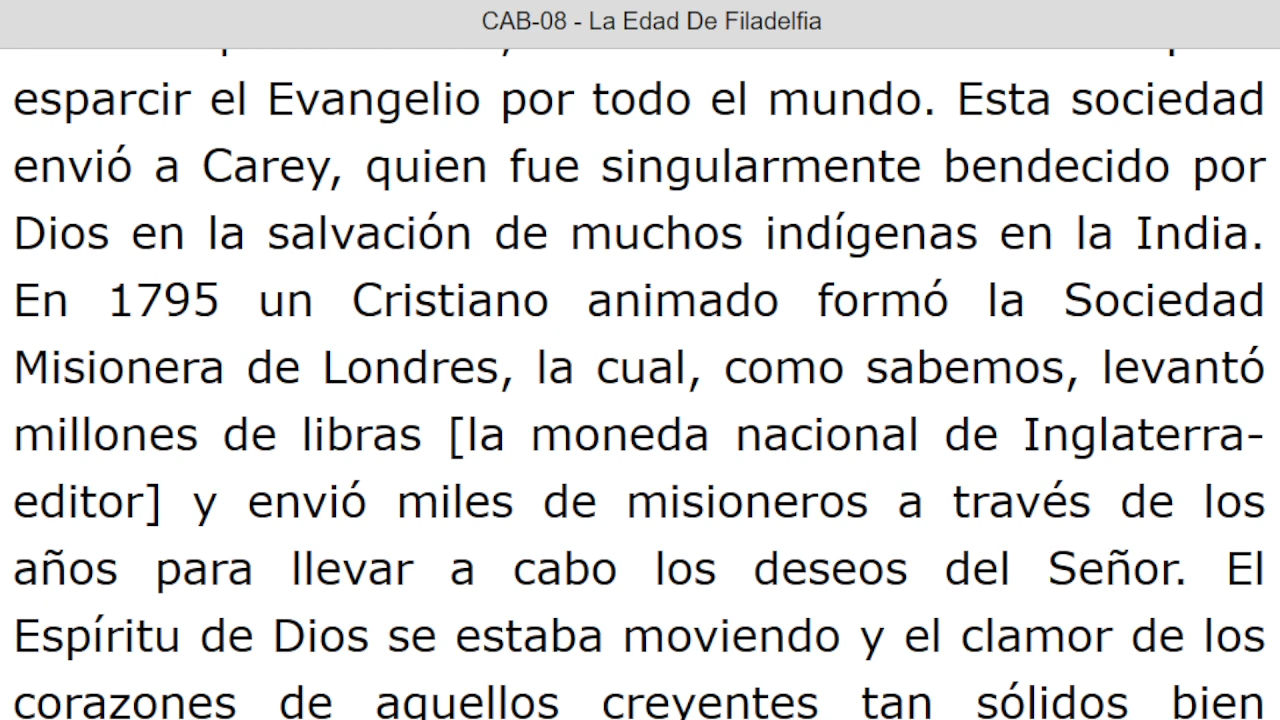 CAB-08 - La Edad De Filadelfia
esparcir el Evangelio por todo el mundo. Esta sociedad
envió a Carey, quien fue singularmente bendecido por
Dios en la salvación de muchos indígenas en la India.
En 1795 un Cristiano animado formó la Sociedad
Misionera de Londres, la cual, como sabemos, levantó
millones de libras [la moneda nacional de Inglaterra-
editor] y envió miles de misioneros a través de los
años para llevar a cabo los deseos del Señor. El
Espíritu de Dios se estaba moviendo y el clamor de los
corazones de aquellos creyentes tan sólidos bien